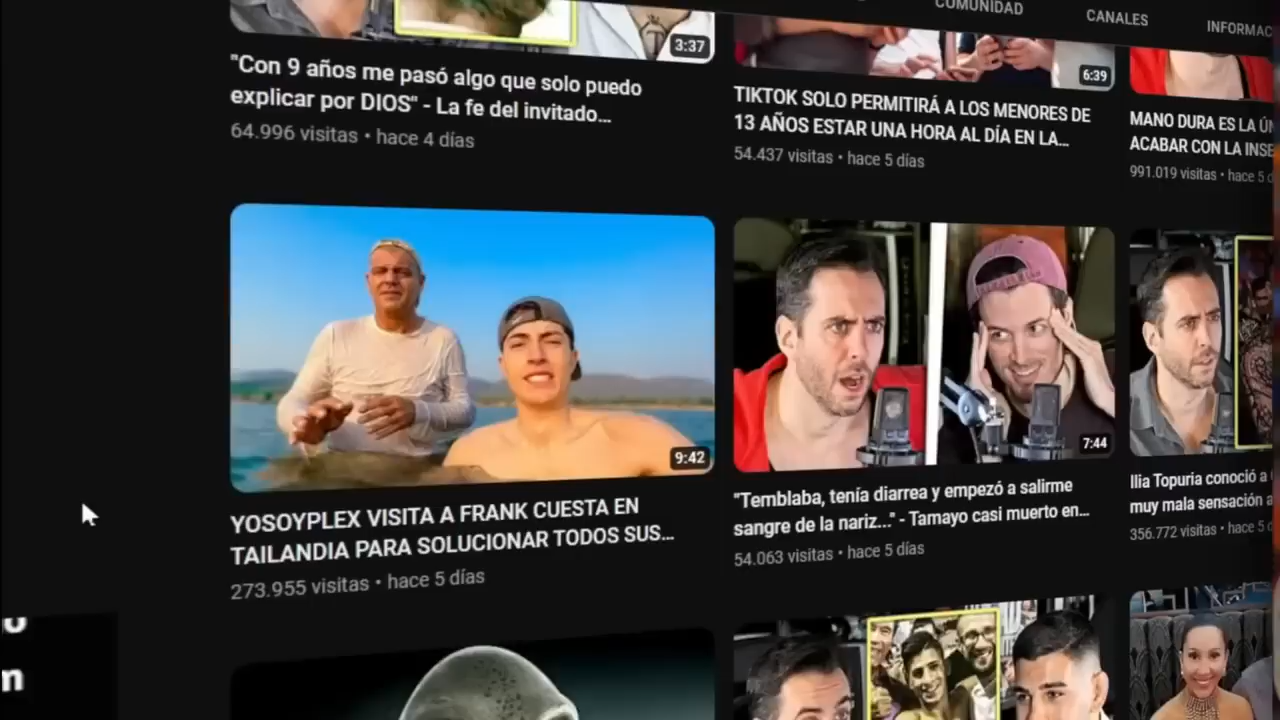 COMUNIDAD
CANALES
INFORMAC
3:37
"Con 9 años me pasó algo que solo puedo
explicar por DIOS" - La fe del invitado...
64.996 visitas • hace 4 días
6:39
TIKTOK SOLO PERMITIRÁ A LOS MENORES DE
13 AÑOS ESTAR UNA HORA AL DÍA EN LA...
54.437 visitas • hace 5 días
MANO DURA ES LA ÚN
ACABAR CON LA INSE
991.019 visitas • hace 5 d
9:42
YOSOYPLEX VISITA A FRANK CUESTA EN
TAILANDIA PARA SOLUCIONAR TODOS SUS...
273.955 visitas • hace 5 días
7:44
"Temblaba, tenía diarrea y empezó a salirme
sangre de la nariz..." - Tamayo casi muerto en...
54.063 visitas • hace 5 días
Ilia Topuria conoció a
muy mala sensación a
356.772 visitas • hace 5 d
o
m